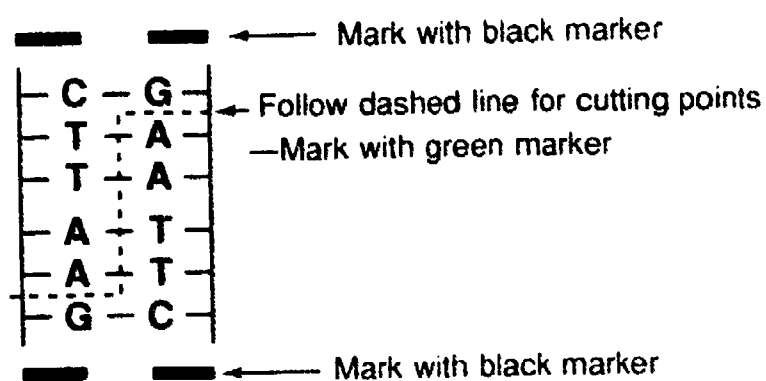 Mark with black marker
C – G
Follow dashed line for cutting points
T – A
—Mark with green marker
T – A
A – T
A – T
G – C
Mark with black marker